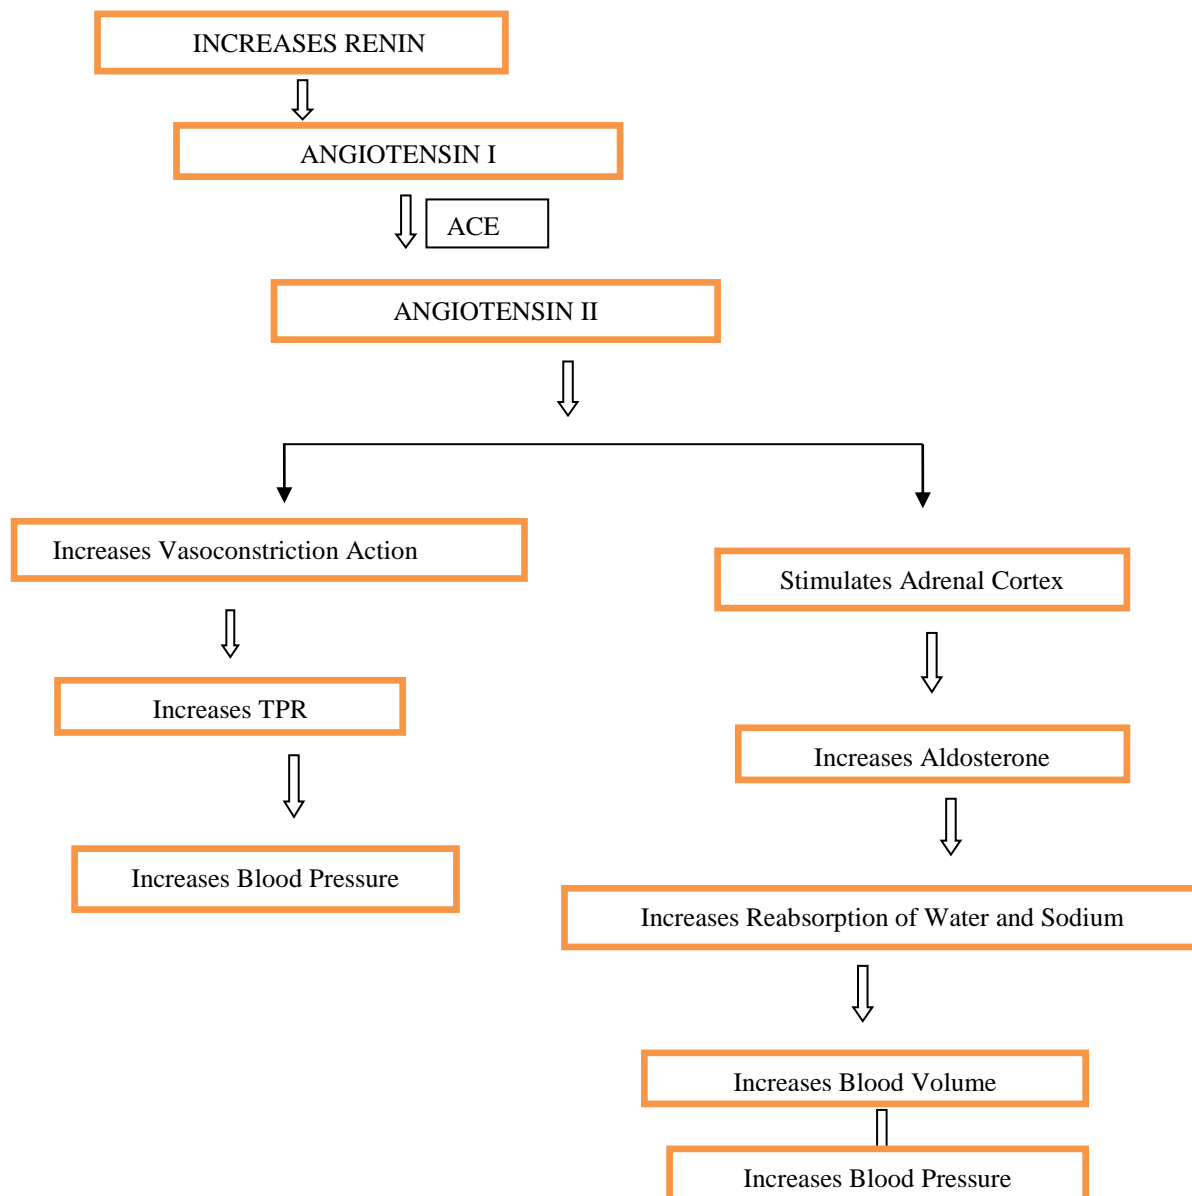 INCREASES RENIN
ANGIOTENSIN I
ACE
ANGIOTENSIN II
Increases Vasoconstriction Action
Stimulates Adrenal Cortex
Increases TPR
Increases Aldosterone
Increases Blood Pressure
Increases Reabsorption of Water and Sodium
Increases Blood Volume
Increases Blood Pressure